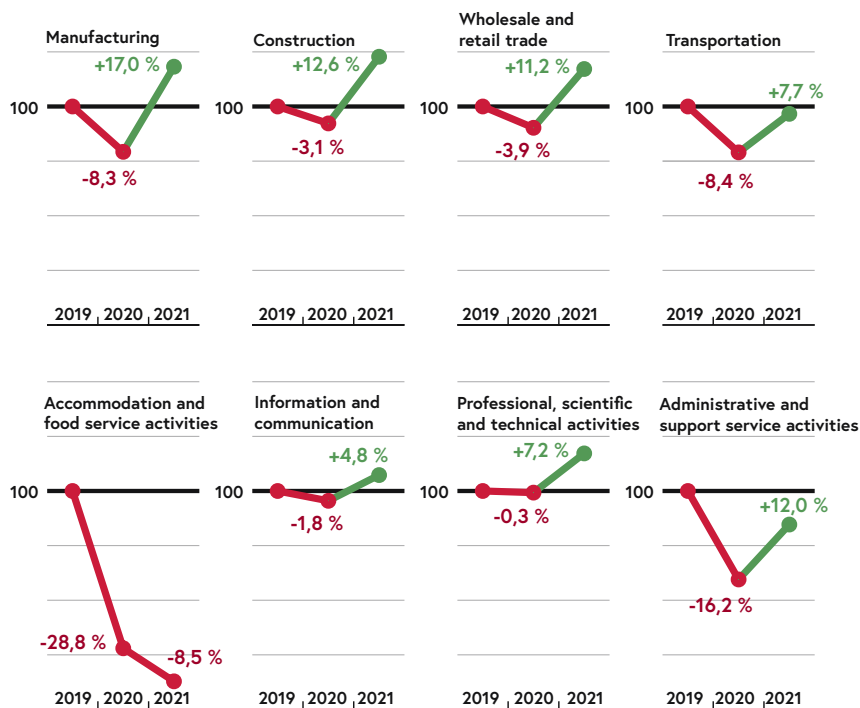 Manufacturing
+17,0 %
100
-8,3 %
2019 2020 2021
Construction
+12,6 %
-3,1 %
2019 2020 2021
Wholesale and
retail trade
+11,2 %
100
-3,9 %
2019 2020 2021
Transportation
+7,7 %
100
-8,4 %
2019 2020 2021
Accommodation and
food service activities
100
-28,8 %
-8,5 %
2019 2020 2021
Information and
communication
+4,8 %
100
-1,8 %
2019 2020 2021
Professional, scientific
and technical activities
+7,2 %
100
-0,3 %
2019 2020 2021
Administrative and
support service activities
100
+12,0 %
-16,2 %
2019 2020 2021